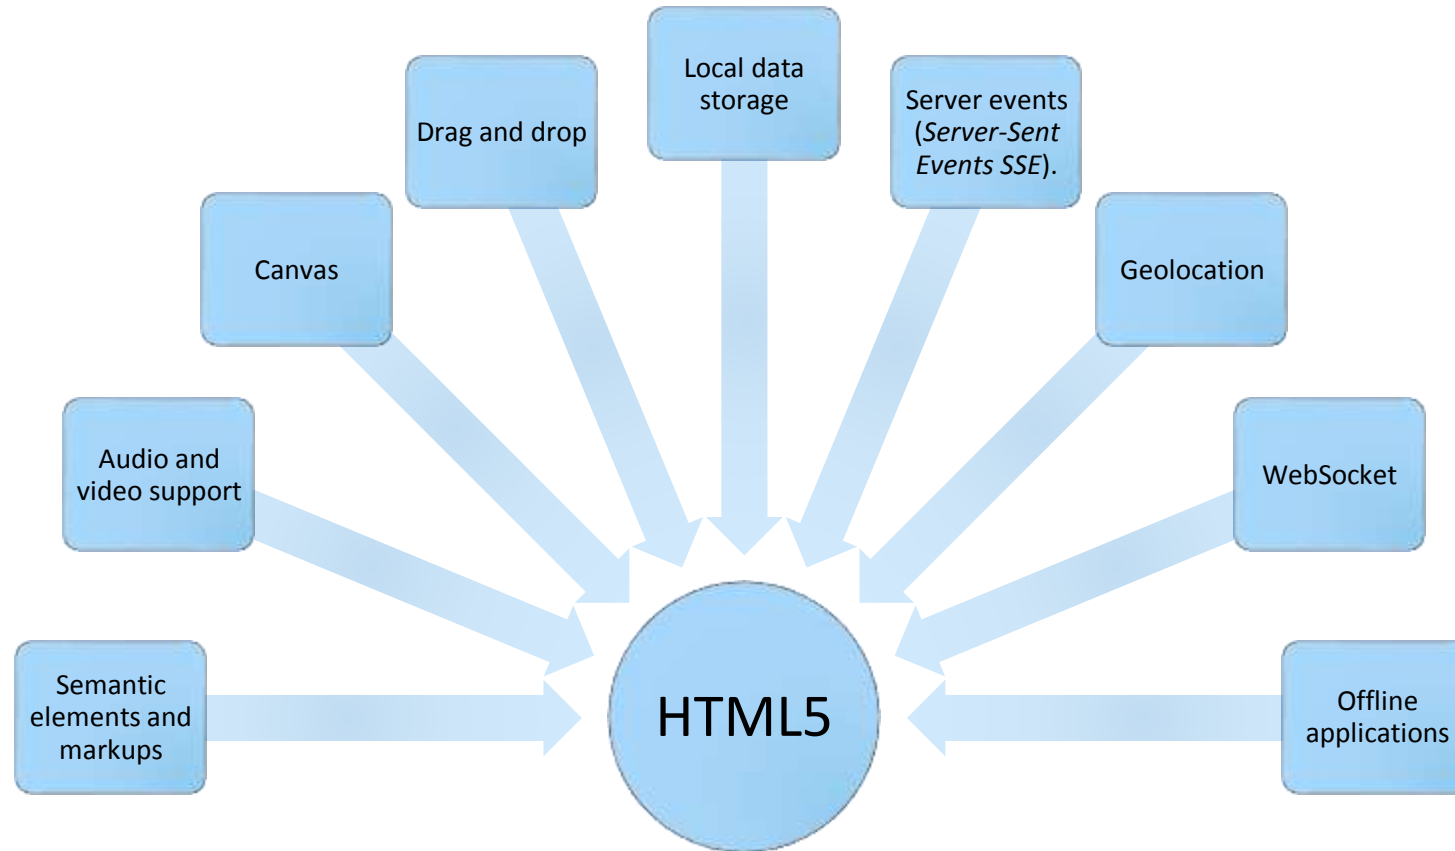 Local data
storage
Drag and drop
Server events
(Server-Sent
Events SSE).
Canvas
Geolocation
Audio and
video support
WebSocket
Semantic
elements and
markups
HTML5
Offline
applications